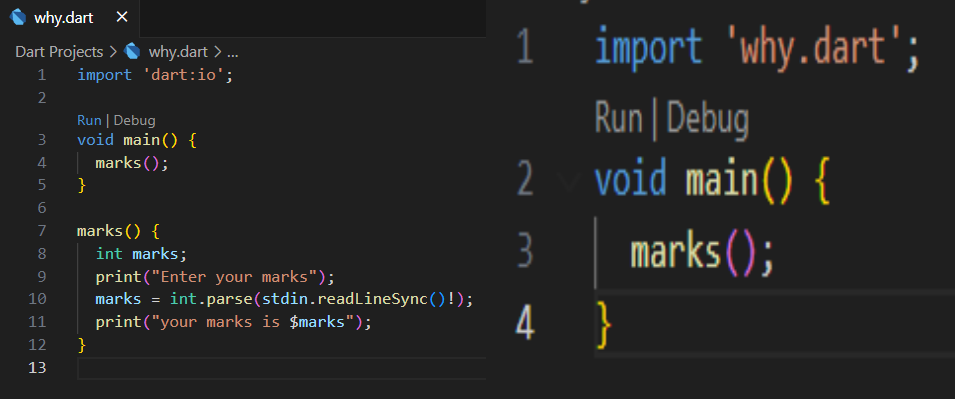 why.dart
Dart Projects > why.dart > ...
1 import 'dart:io';
2
Run | Debug
3 void main() {
4 marks();
5 }
6
7 marks() {
8 int marks;
9 print("Enter your marks");
10 marks = int.parse(stdin.readLineSync()!);
11 print("your marks is $marks");
12 }
13
1 import 'why.dart';
Run | Debug
2 void main() {
3 marks();
4 }